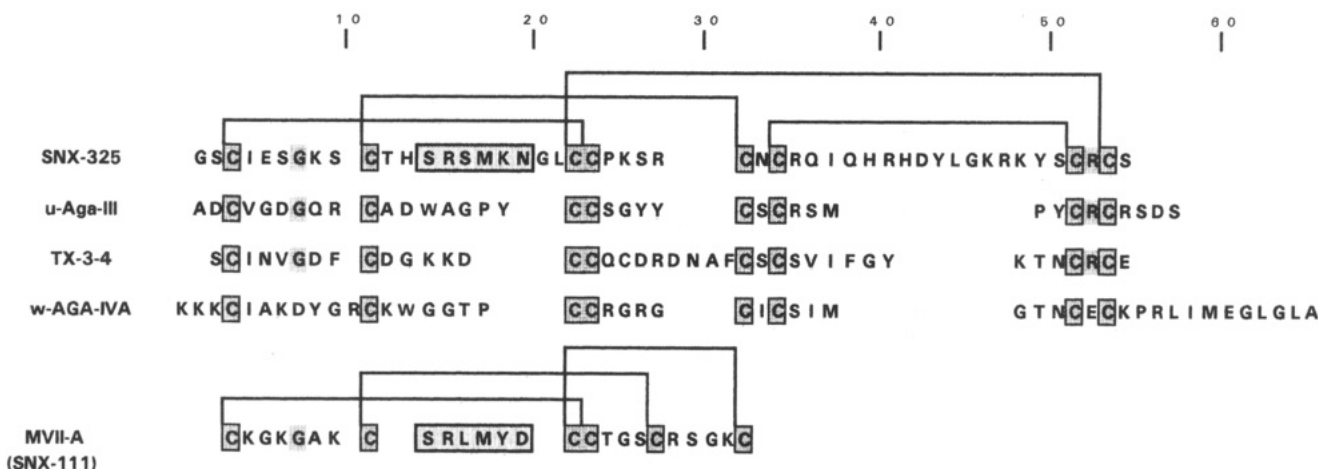 10 20 30 40 50 60
SNX-325 GSCIESGKS CTHSRSMKNGLCCPKSR CNCRQIQHRHDYLGKRKYSCRCS
u-Aga-III ADCVGDGQR CADWAGPY CCSGYY CSCRSM PYCRCRSDS
TX-3-4 SCINVGDF CDGKKD CCQCDRDNAFCSCSVIFGY KTNCRCE
w-AGA-IVA KKKCIAKDYGRCKWGGTP CCRGRG CICSIM GTNCECKPRLIMEGLGLA
MVII-A CKGKGAK C SRLMYD CCTGSCRSGKC
(SNX-111)